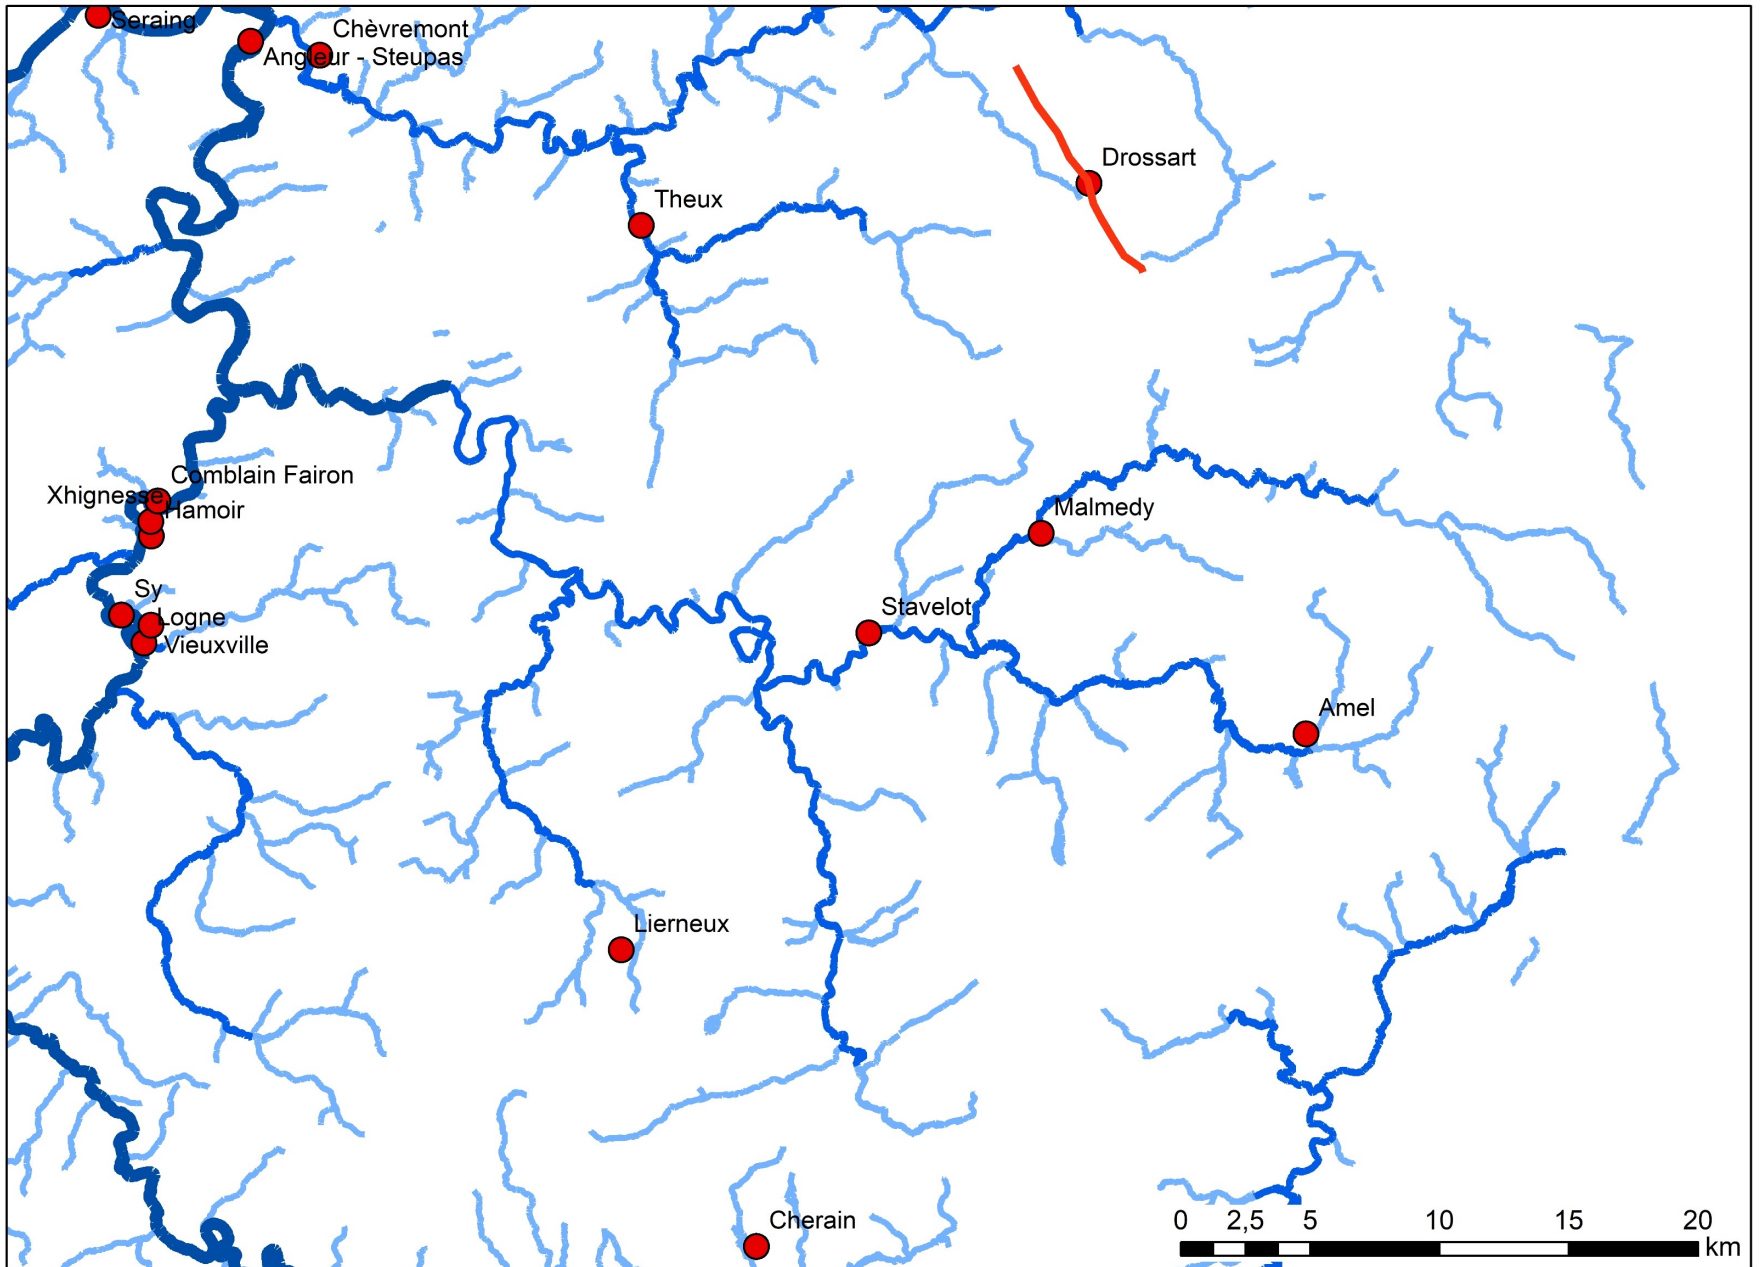 Seraing
Chèvremont
Angleur - Steupas
Drossart
Theux
Comblain Fairon
Xhignesse
Hamoir
Malmedy
Sy
Stavelot
Logne
Vieuxville
Amel
Lierneux
Cherain
0 2,5 5 10 15 20
km